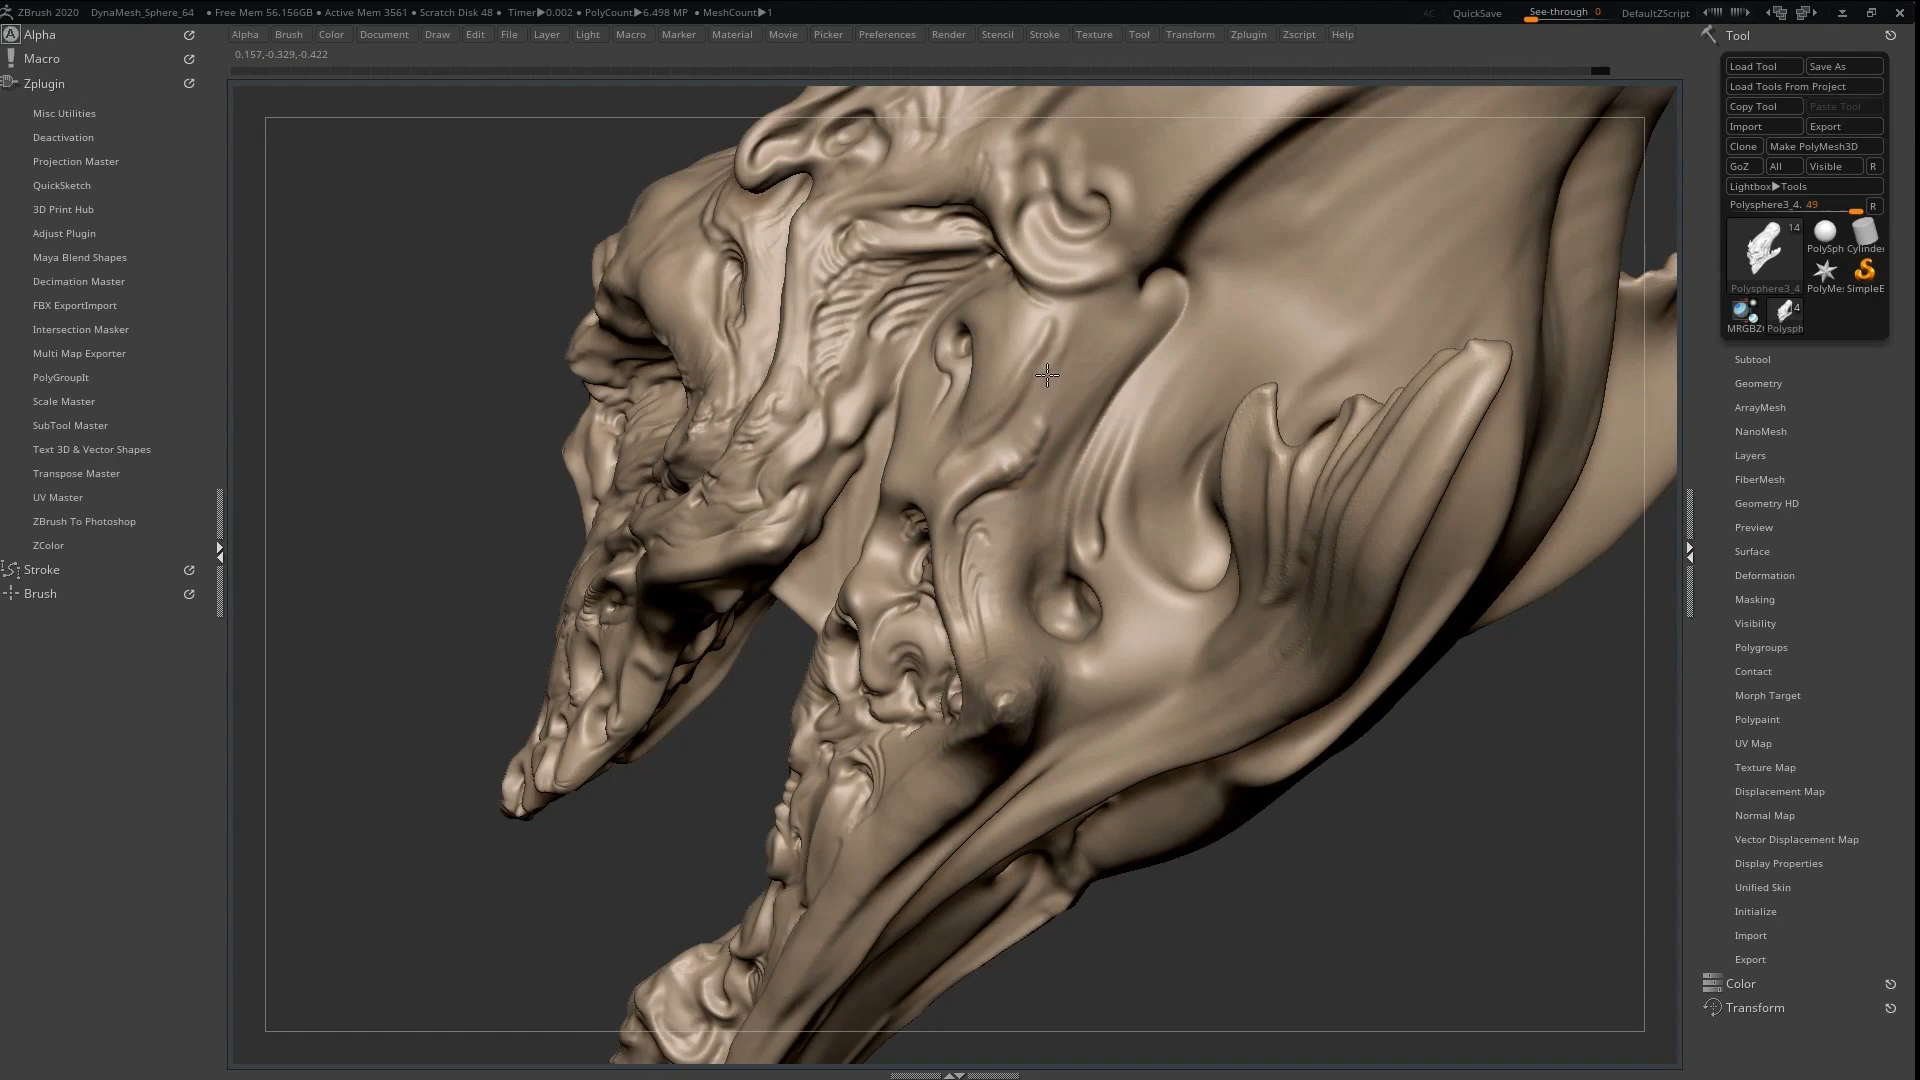 ZBrush 2020 DynaMesh_Sphere_64 • Free Mem 56.156GB • Active Mem 3561 • Scratch Disk 48 • Timer▶0.002 • PolyCount▶6.498 MP • MeshCount▶1 AC QuickSave See-through 0 DefaultZScript
Alpha Brush Color Document Draw Edit File Layer Light Macro Marker Material Movie Picker Preferences Render Stencil Stroke Texture Tool Transform Zplugin Zscript Help
0.157,-0.329,-0.422
A Alpha
Macro
Zplugin
Misc Utilities
Deactivation
Projection Master
QuickSketch
3D Print Hub
Adjust Plugin
Maya Blend Shapes
Decimation Master
FBX ExportImport
Intersection Masker
Multi Map Exporter
PolyGroupIt
Scale Master
SubTool Master
Text 3D & Vector Shapes
Transpose Master
UV Master
ZBrush To Photoshop
ZColor
Stroke
Brush
Tool
Load Tool Save As
Load Tools From Project
Copy Tool Paste Tool
Import Export
Clone Make PolyMesh3D
GoZ All Visible R
Lightbox▶Tools
Polysphere3_4. 49 R
14
PolySph Cylinde
Polysphere3_4 PolyMe: SimpleE
4
MRGBZ Polysph
Subtool
Geometry
ArrayMesh
NanoMesh
Layers
FiberMesh
Geometry HD
Preview
Surface
Deformation
Masking
Visibility
Polygroups
Contact
Morph Target
Polypaint
UV Map
Texture Map
Displacement Map
Normal Map
Vector Displacement Map
Display Properties
Unified Skin
Initialize
Import
Export
Color
Transform